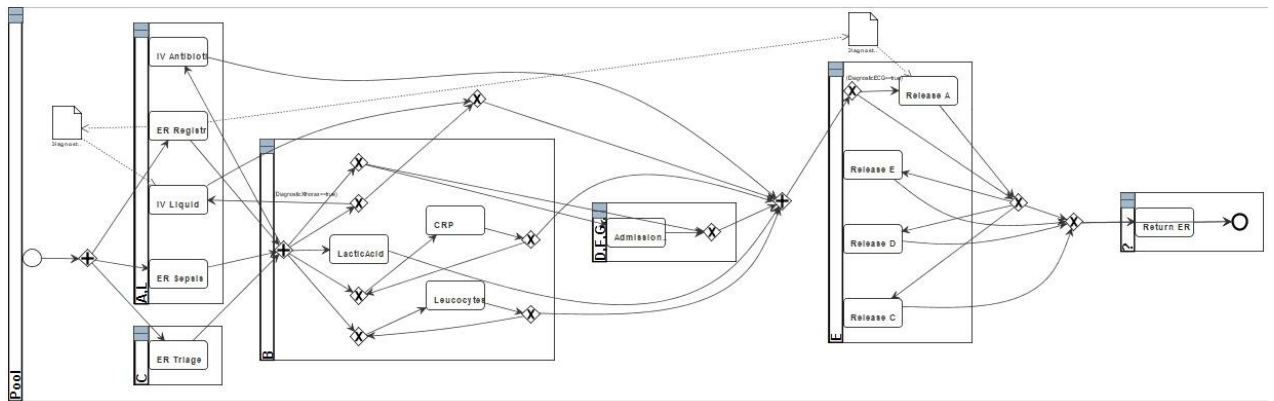 Pool
A,L
IV Antibioti
ER Registr
IV Liquid
ER Sepsis
C
ER Triage
Diagnost..
B
(DiagnosticXthorax==true)
LacticAcid
CRP
Leucocytes
Admission
Diagnost..
E
(DiagnosticECG==true)
Release A
Release E
Release D
Release C
?
Return ER